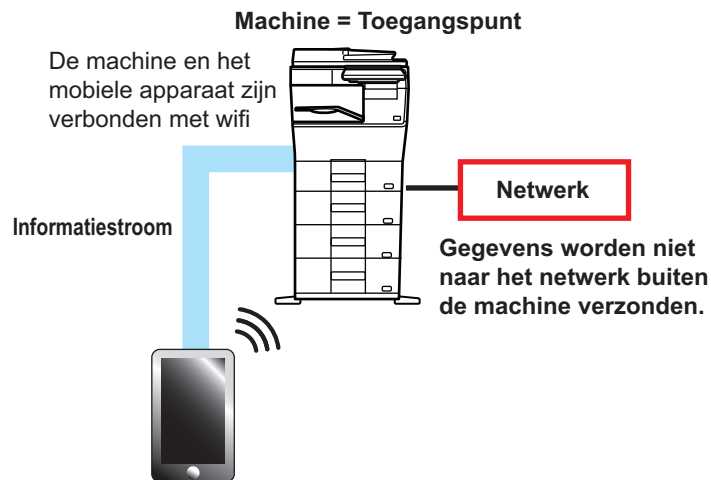 Machine = Toegangspunt
De machine en het
mobiele apparaat zijn
verbonden met wifi
Netwerk
Informatiestroom
Gegevens worden niet
naar het netwerk buiten
de machine verzonden.